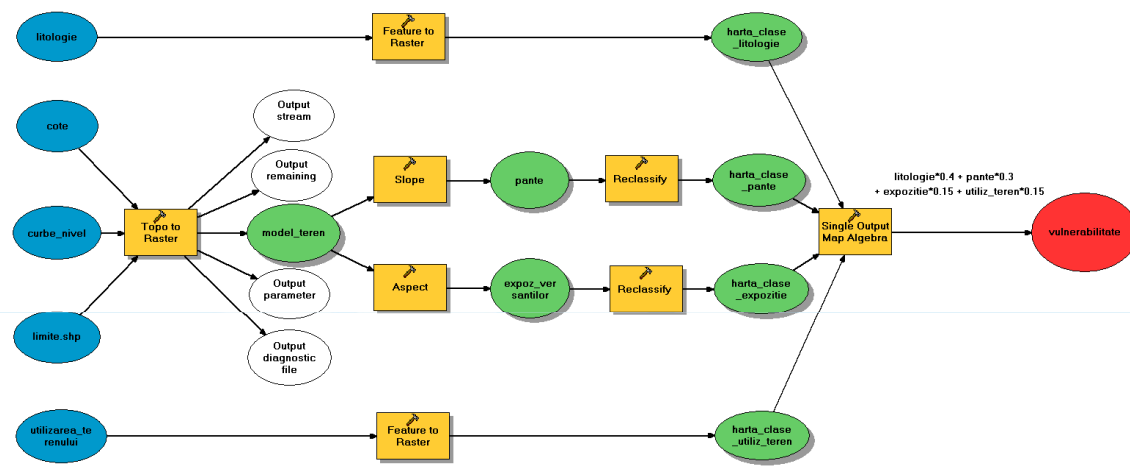 litologie
Feature to
Raster
harta_clase
_litologie
cote
Output
stream
Output
remaining
Slope
pante
Reclassify
harta_clase
_pante
litologie*0.4 + pante*0.3
+ expozitie*0.15 + utiliz_teren*0.15
curbe_nivel
Topo to
Raster
model_teren
Single Output
Map Algebra
vulnerabilitate
Output
parameter
Aspect
expoz_ver
santilor
Reclassify
harta_clase
_expozitie
limite.shp
Output
diagnostic
file
utilizarea_te
renului
Feature to
Raster
harta_clase
_utiliz_teren